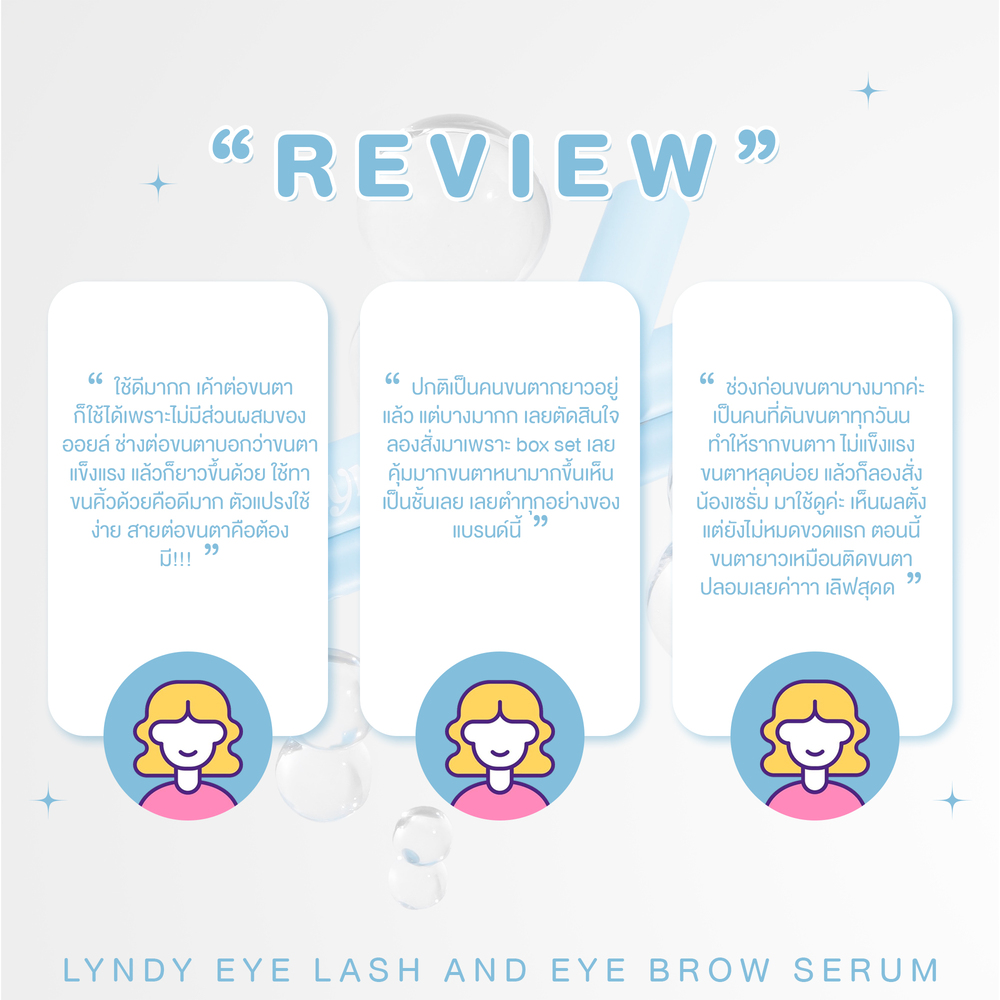 “ REVIEW ”
“ ใช้ดีมากก เค้าต่อขนตา
ก็ใช้ได้เพราะไม่มีส่วนผสมของ
ออยล์ ช่างต่อขนตาบอกว่าขนตา
แข็งแรง แล้วก็ยาวขึ้นด้วย ใช้ทา
ขนคิ้วด้วยคือดีมาก ตัวแปรงใช้
ง่าย สายต่อขนตาคือต้อง
มี!!! ”
“ ปกติเป็นคนขนตากยาวอยู่
แล้ว แต่บางมากก เลยตัดสินใจ
ลองสั่งมาเพราะ box set เลย
คุ้มมากขนตาหนามากขึ้นเห็น
เป็นชั้นเลย เลยตำทุกอย่างของ
แบรนด์นี้ ”
“ ช่วงก่อนขนตาบางมากค่ะ
เป็นคนที่ดันขนตาทุกวันน
ทำให้รากขนตาา ไม่แข็งแรง
ขนตาหลุดบ่อย แล้วก็ลองสั่ง
น้องเซรั่ม มาใช้ดูค่ะ เห็นผลตั้ง
แต่ยังไม่หมดขวดแรก ตอนนี้
ขนตายาวเหมือนติดขนตา
ปลอมเลยค่าาา เลิฟสุดด ”
LYNDY EYE LASH AND EYE BROW SERUM